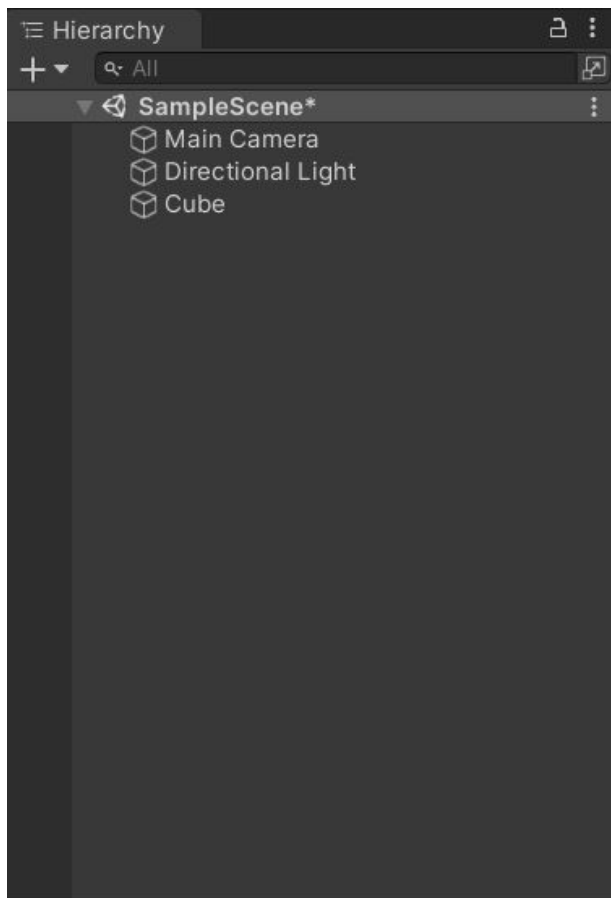 Hierarchy
All
SampleScene*
Main Camera
Directional Light
Cube